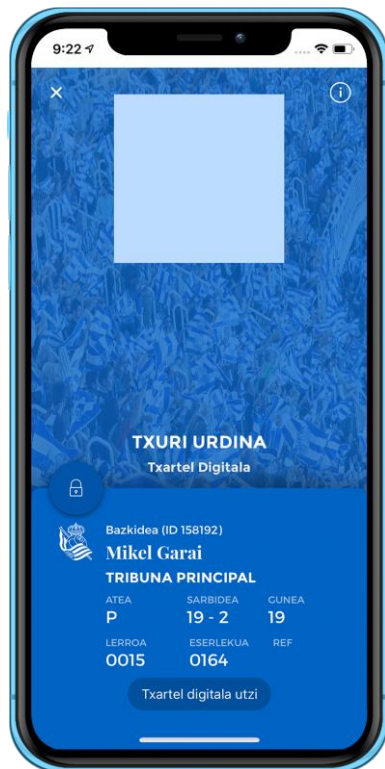 9:22
TXURI URDINA
Txartel Digitala
Bazkidea (ID 158192)
Mikel Garai
TRIBUNA PRINCIPAL
ATEA SARBIDEA GUNEA
P 19 - 2 19
LERROA ESERLEKUA REF
0015 0164
Txartel digitala utzi